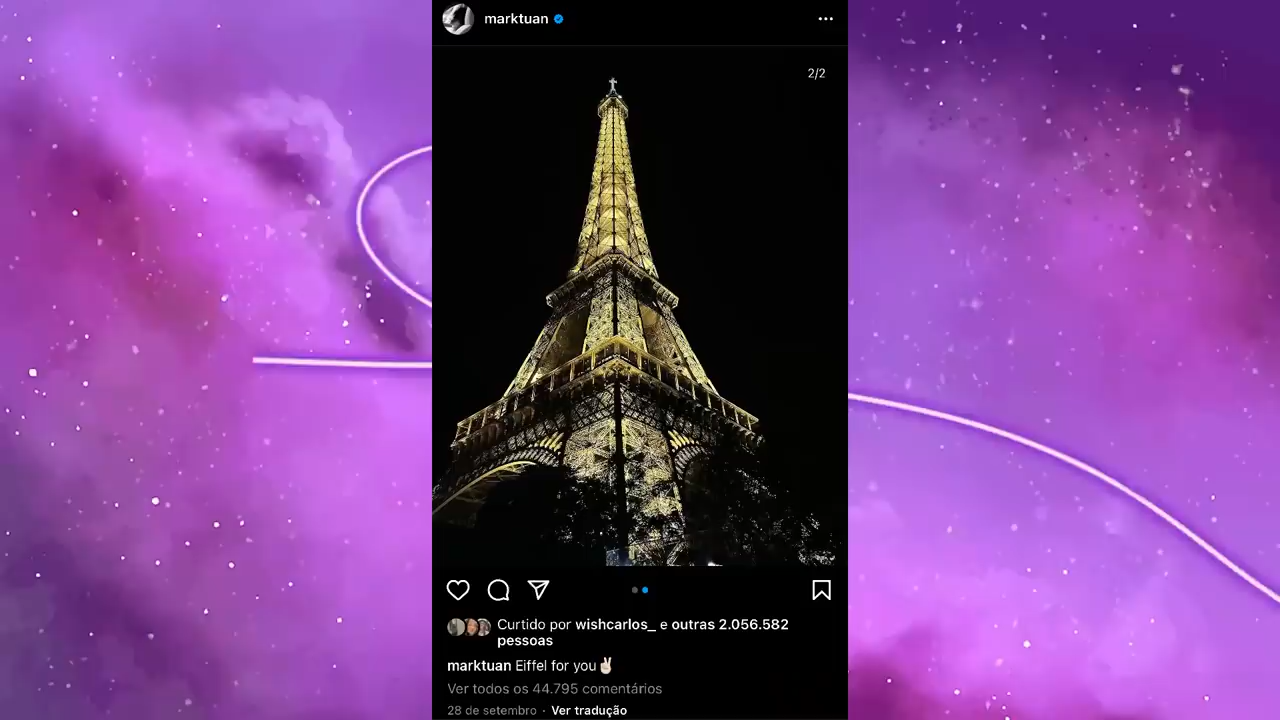 marktuan
2/2
Curtido por wishcarlos_ e outras 2.056.582
pessoas
marktuan Eiffel for you✌🏻
Ver todos os 44.795 comentários
28 de setembro · Ver tradução